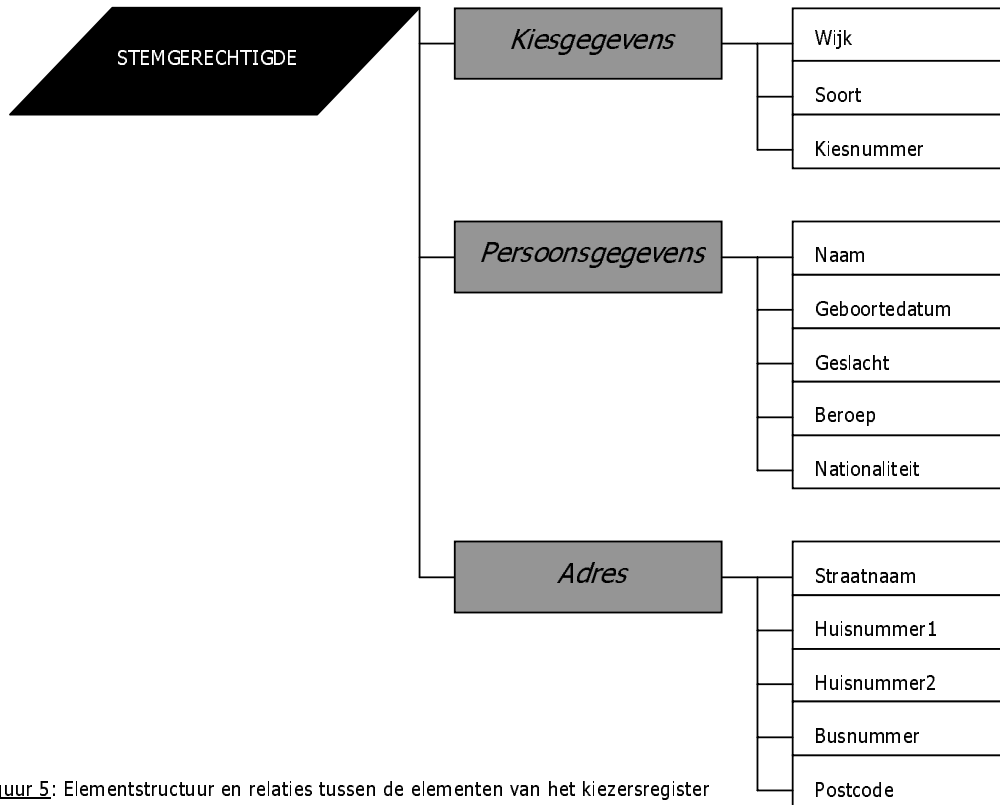 STEMGERECHTIGDE
Kiesgegevens
Wijk
Soort
Kiesnummer
Persoonsgegevens
Naam
Geboortedatum
Geslacht
Beroep
Nationaliteit
Adres
Straatnaam
Huisnummer1
Huisnummer2
Busnummer
Postcode
guur 5: Elementstructuur en relaties tussen de elementen van het kiezersregister